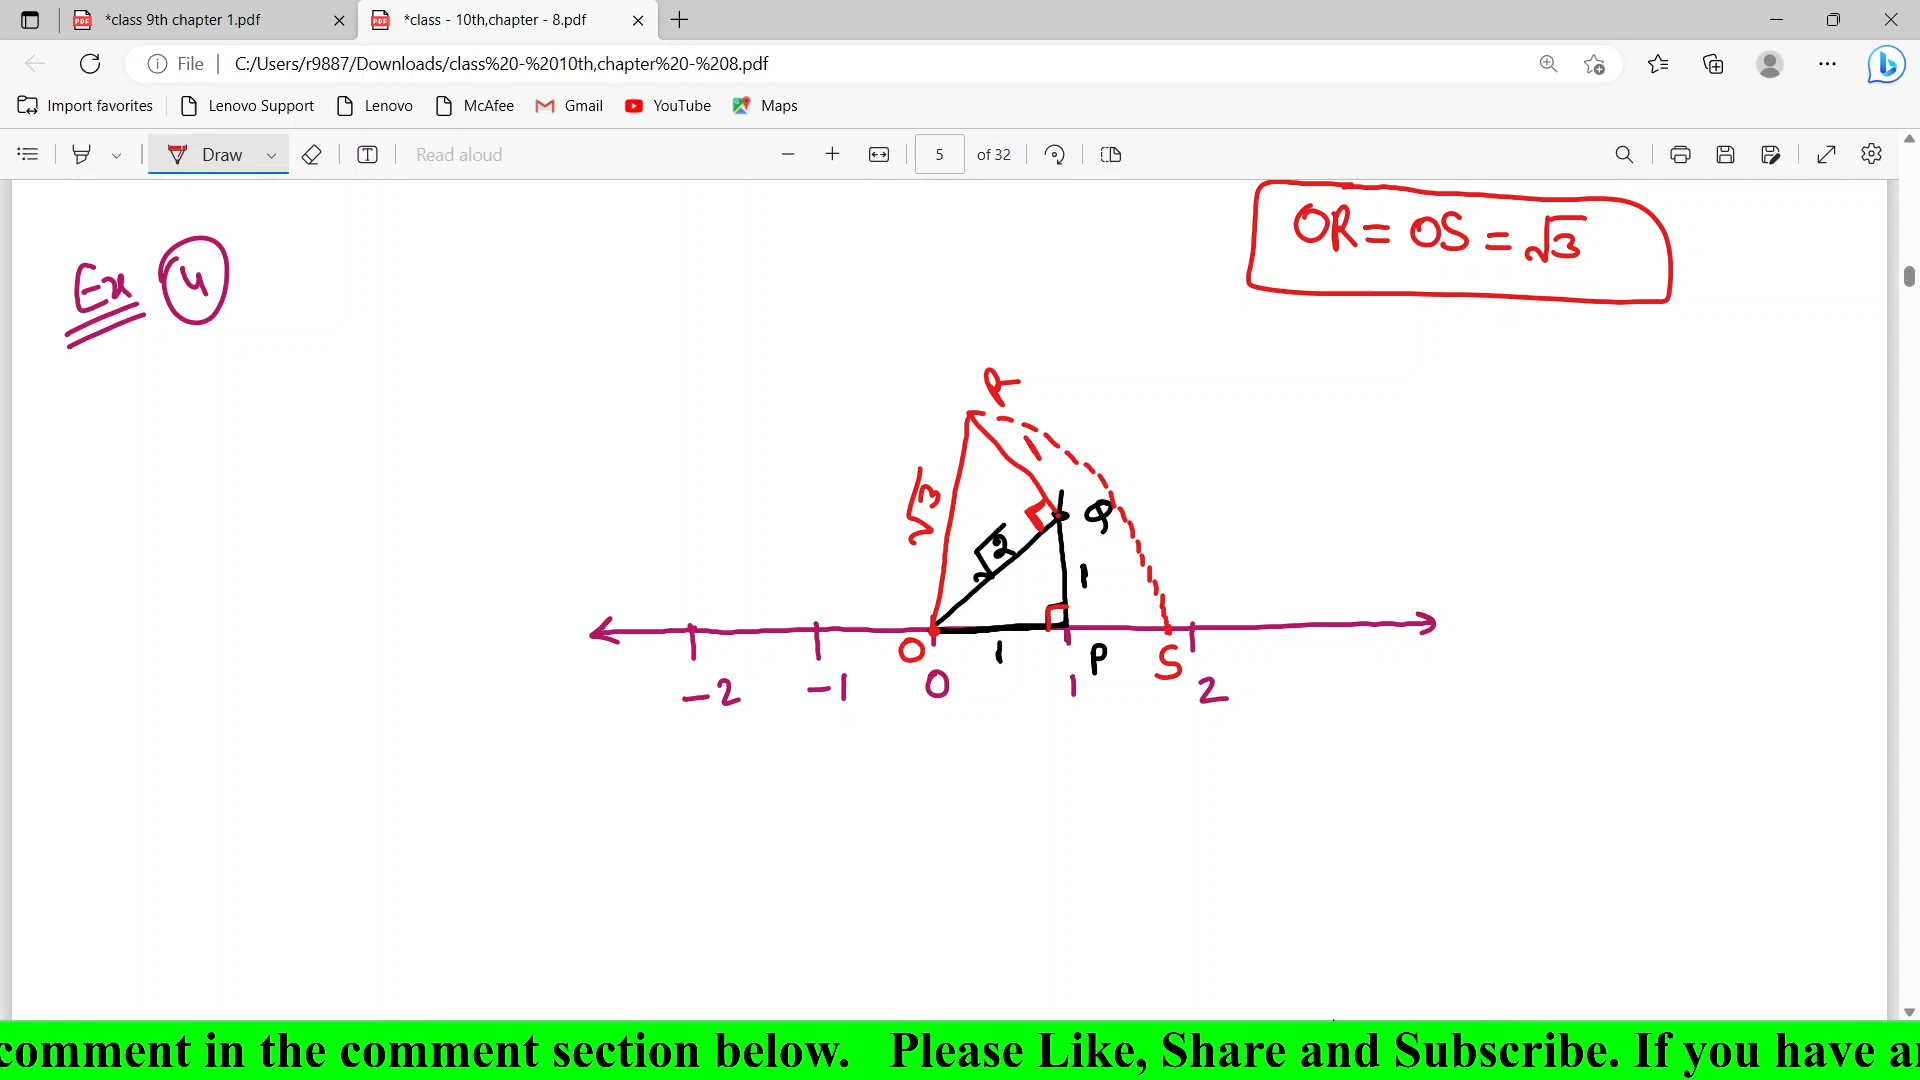 *class 9th chapter 1.pdf
*class - 10th,chapter - 8.pdf
File
C:/Users/r9887/Downloads/class%20-%2010th,chapter%20-%208.pdf
Import favorites
Lenovo Support
Lenovo
McAfee
Gmail
YouTube
Maps
Draw
Read aloud
5
of 32
OR = OS = √3
Ex 4
R
1
√3
Q
√2
1
O
1
P
S
-2
-1
0
1
2
comment in the comment section below. Please Like, Share and Subscribe. If you have a